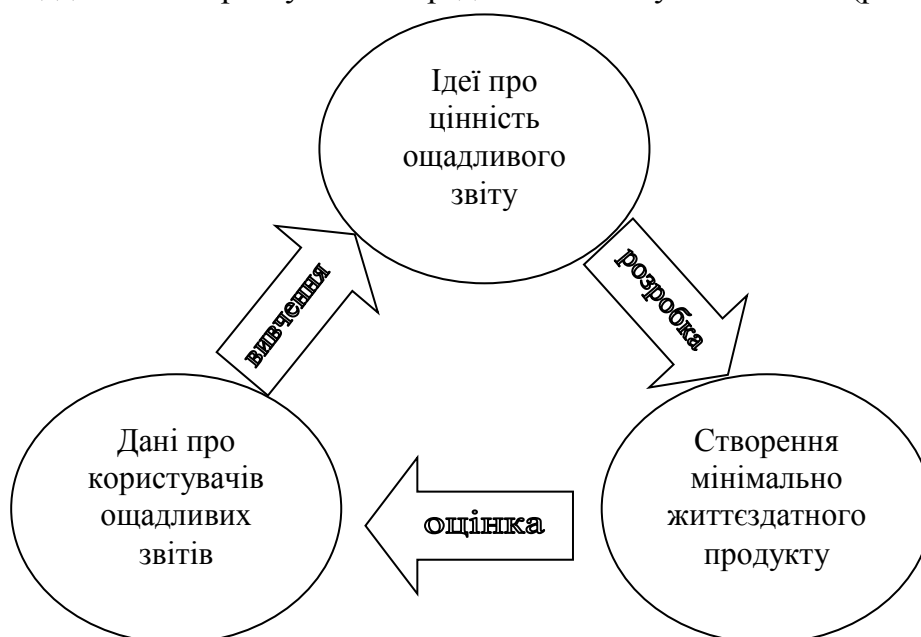 Ідеї про
цінність
ощадливого
звіту
вивчення
розробка
Дані про
користувачів
ощадливих
звітів
оцінка
Створення
мінімально
життєздатного
продукту